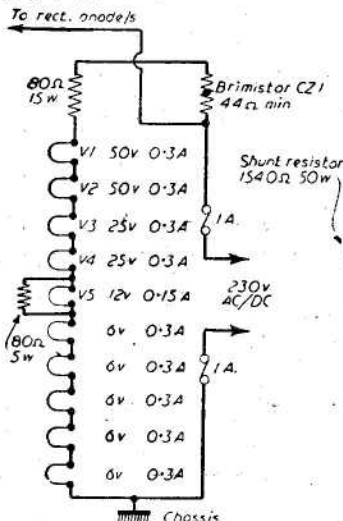 To rect. anode/s
80Ω
15w
Brimistor CZ1
44Ω min
V1 50v 0·3A
V2 50v 0·3A
V3 25v 0·3A
V4 25v 0·3A
V5 12v 0·15A
80Ω
5w
6v 0·3A
6v 0·3A
6v 0·3A
6v 0·3A
6v 0·3A
1A.
Shunt resistor
1540Ω 50w
230v
AC/DC
1A.
Chassis